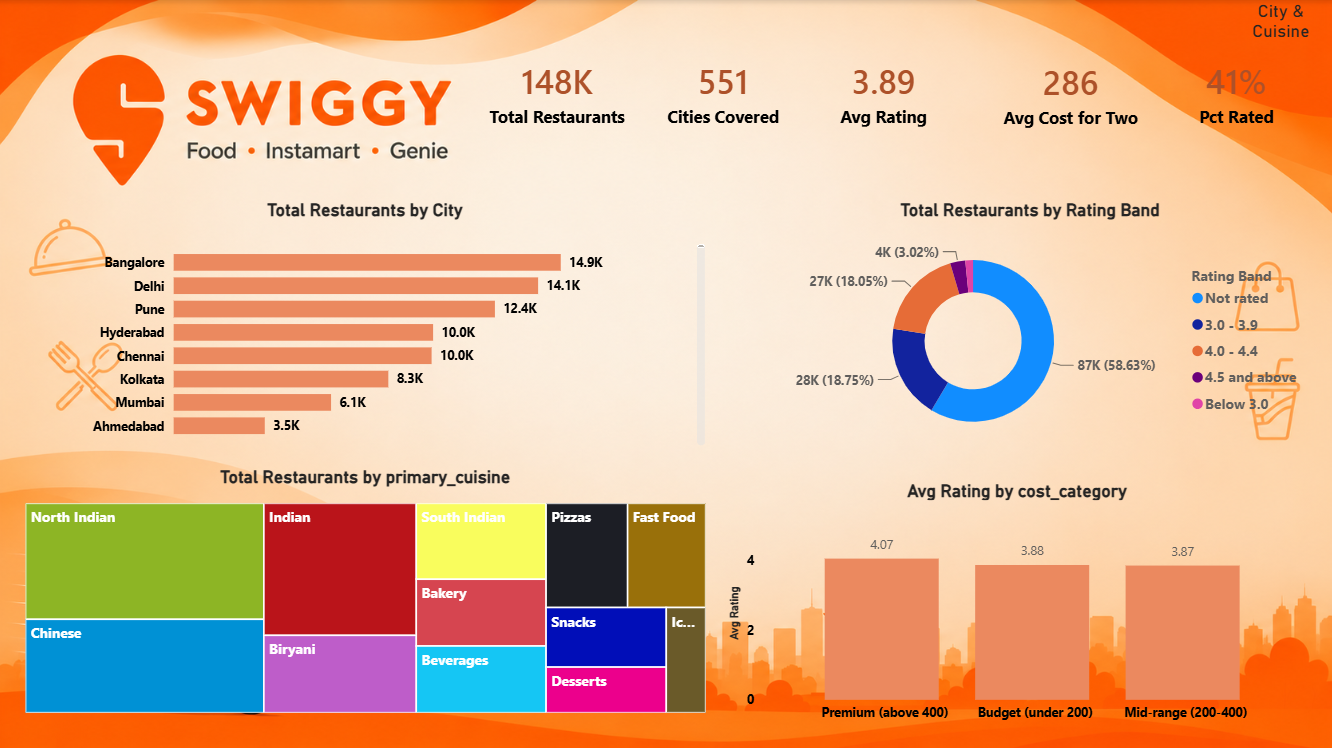 City &
Cuisine
SWIGGY
Food • Instamart • Genie
148K
Total Restaurants
551
Cities Covered
3.89
Avg Rating
286
Avg Cost for Two
41%
Pct Rated
Total Restaurants by City
Bangalore 14.9K
Delhi 14.1K
Pune 12.4K
Hyderabad 10.0K
Chennai 10.0K
Kolkata 8.3K
Mumbai 6.1K
Ahmedabad 3.5K
Total Restaurants by Rating Band
4K (3.02%)
27K (18.05%)
28K (18.75%)
87K (58.63%)
Rating Band
Not rated
3.0 - 3.9
4.0 - 4.4
4.5 and above
Below 3.0
Total Restaurants by primary_cuisine
North Indian
Chinese
Indian
Biryani
South Indian
Bakery
Beverages
Pizzas
Fast Food
Snacks
Desserts
Ic...
Avg Rating by cost_category
Avg Rating
4
2
0
4.07
3.88
3.87
Premium (above 400)
Budget (under 200)
Mid-range (200-400)